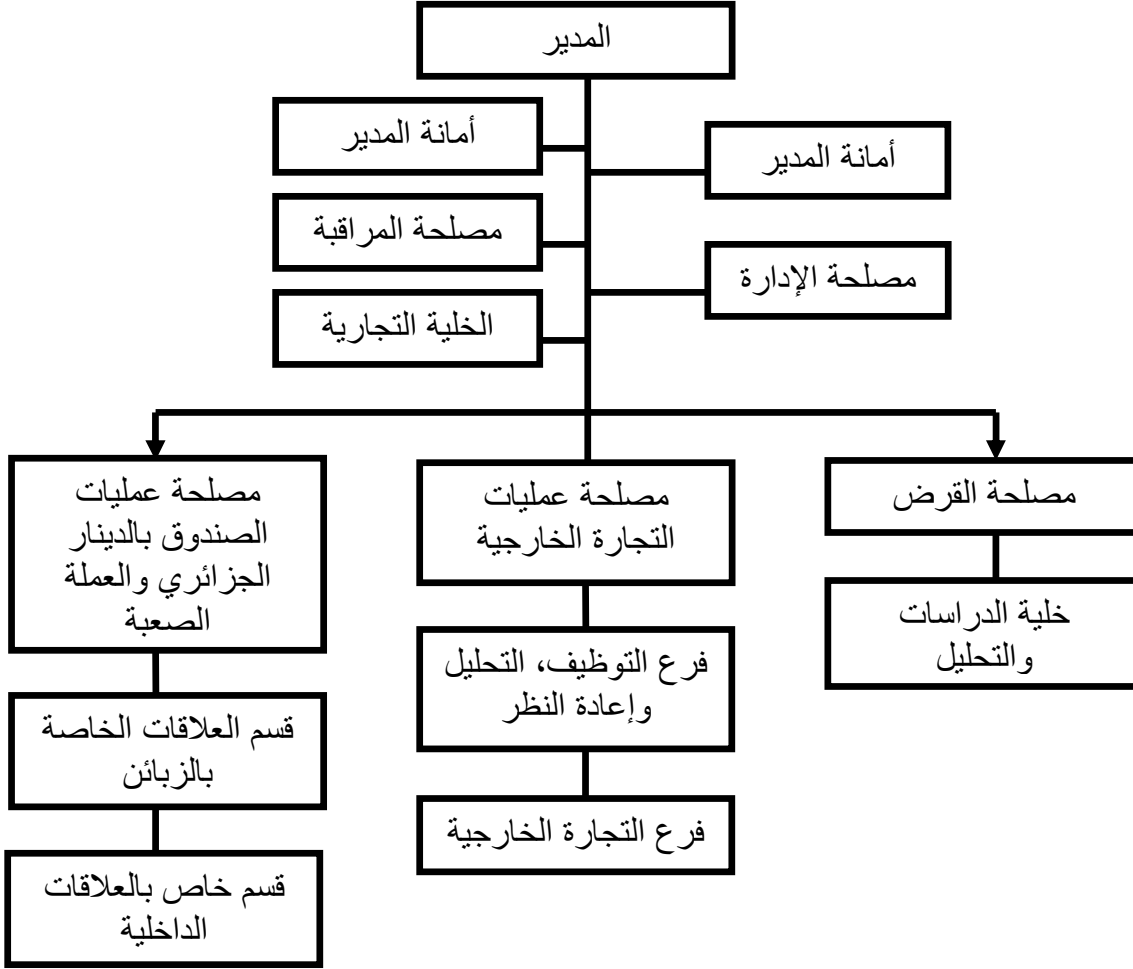 المدير
أمانة المدير
أمانة المدير
مصلحة المراقبة
مصلحة الإدارة
الخلية التجارية
مصلحة القرض
خلية الدراسات
والتحليل
مصلحة عمليات
التجارة الخارجية
فرع التوظيف، التحليل
وإعادة النظر
فرع التجارة الخارجية
مصلحة عمليات
الصندوق بالدينار
الجزائري والعملة
الصعبة
قسم العلاقات الخاصة
بالزبائن
قسم خاص بالعلاقات
الداخلية